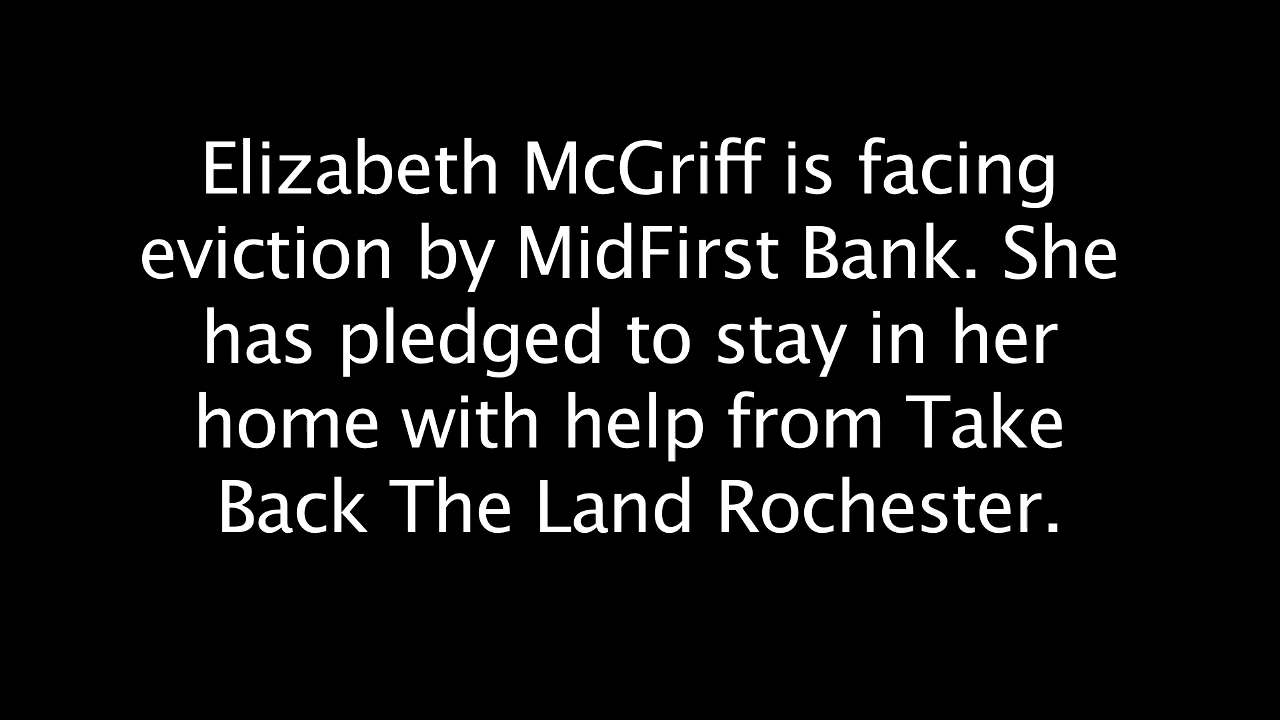 Elizabeth McGriff is facing
eviction by MidFirst Bank. She
has pledged to stay in her
home with help from Take
Back The Land Rochester.